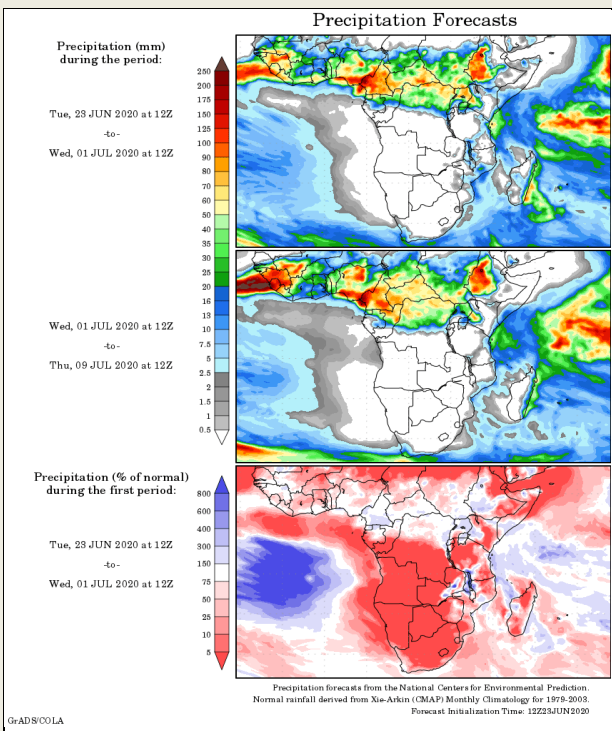 Precipitation Forecasts
Precipitation (mm)
during the period:
Tue, 23 JUN 2020 at 12Z
-to-
Wed, 01 JUL 2020 at 12Z
250
200
175
150
125
100
90
80
70
60
50
40
35
30
25
20
16
13
10
7.5
5
2.5
2
1.5
1
0.5
Wed, 01 JUL 2020 at 12Z
-to-
Thu, 09 JUL 2020 at 12Z
Precipitation (% of normal)
during the first period:
Tue, 23 JUN 2020 at 12Z
-to-
Wed, 01 JUL 2020 at 12Z
800
600
400
300
150
75
50
25
10
5
Precipitation forecasts from the National Centers for Environmental Prediction.
Normal rainfall derived from Xie-Arkin (CMAP) Monthly Climatology for 1979-2003.
Forecast Initialization Time: 12Z23JUN2020
GrADS/COLA